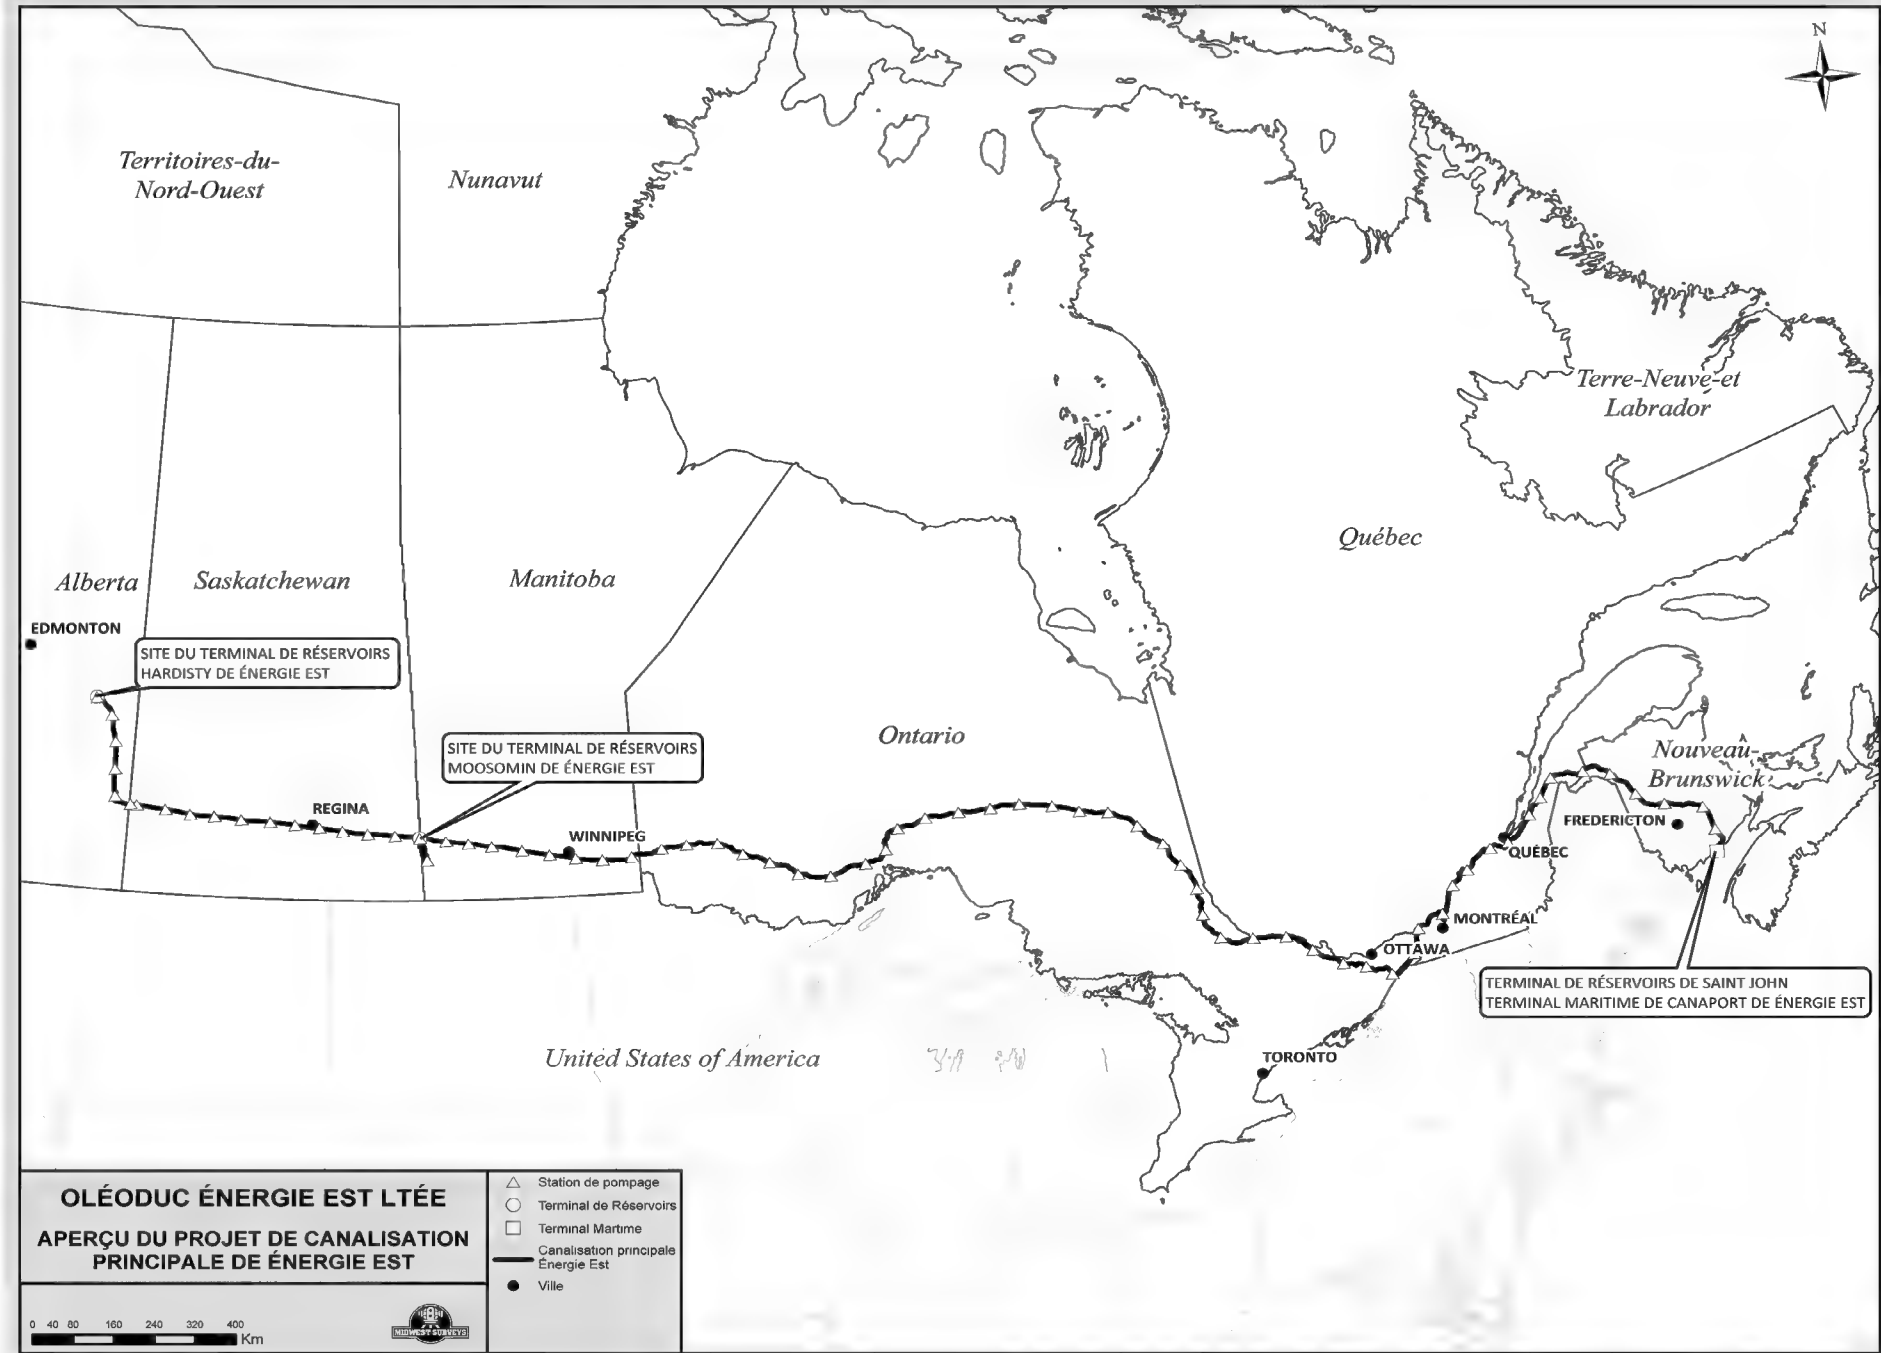 N
Territoires-du-
Nord-Ouest
Nunavut
Terre-Neuve-et
Labrador
Québec
Alberta
Saskatchewan
Manitoba
EDMONTON
SITE DU TERMINAL DE RÉSERVOIRS
HARDISTY DE ÉNERGIE EST
Ontario
SITE DU TERMINAL DE RÉSERVOIRS
MOOSOMIN DE ÉNERGIE EST
Nouveau-
Brunswick
REGINA
WINNIPEG
FREDERICTON
QUÉBEC
MONTRÉAL
OTTAWA
TERMINAL DE RÉSERVOIRS DE SAINT JOHN
TERMINAL MARITIME DE CANAPORT DE ÉNERGIE EST
United States of America
TORONTO
OLÉODUC ÉNERGIE EST LTÉE
APERÇU DU PROJET DE CANALISATION
PRINCIPALE DE ÉNERGIE EST
0 40 80 160 240 320 400
Km
MIDWEST SURVEYS
Station de pompage
Terminal de Réservoirs
Terminal Martime
Canalisation principale
Énergie Est
Ville